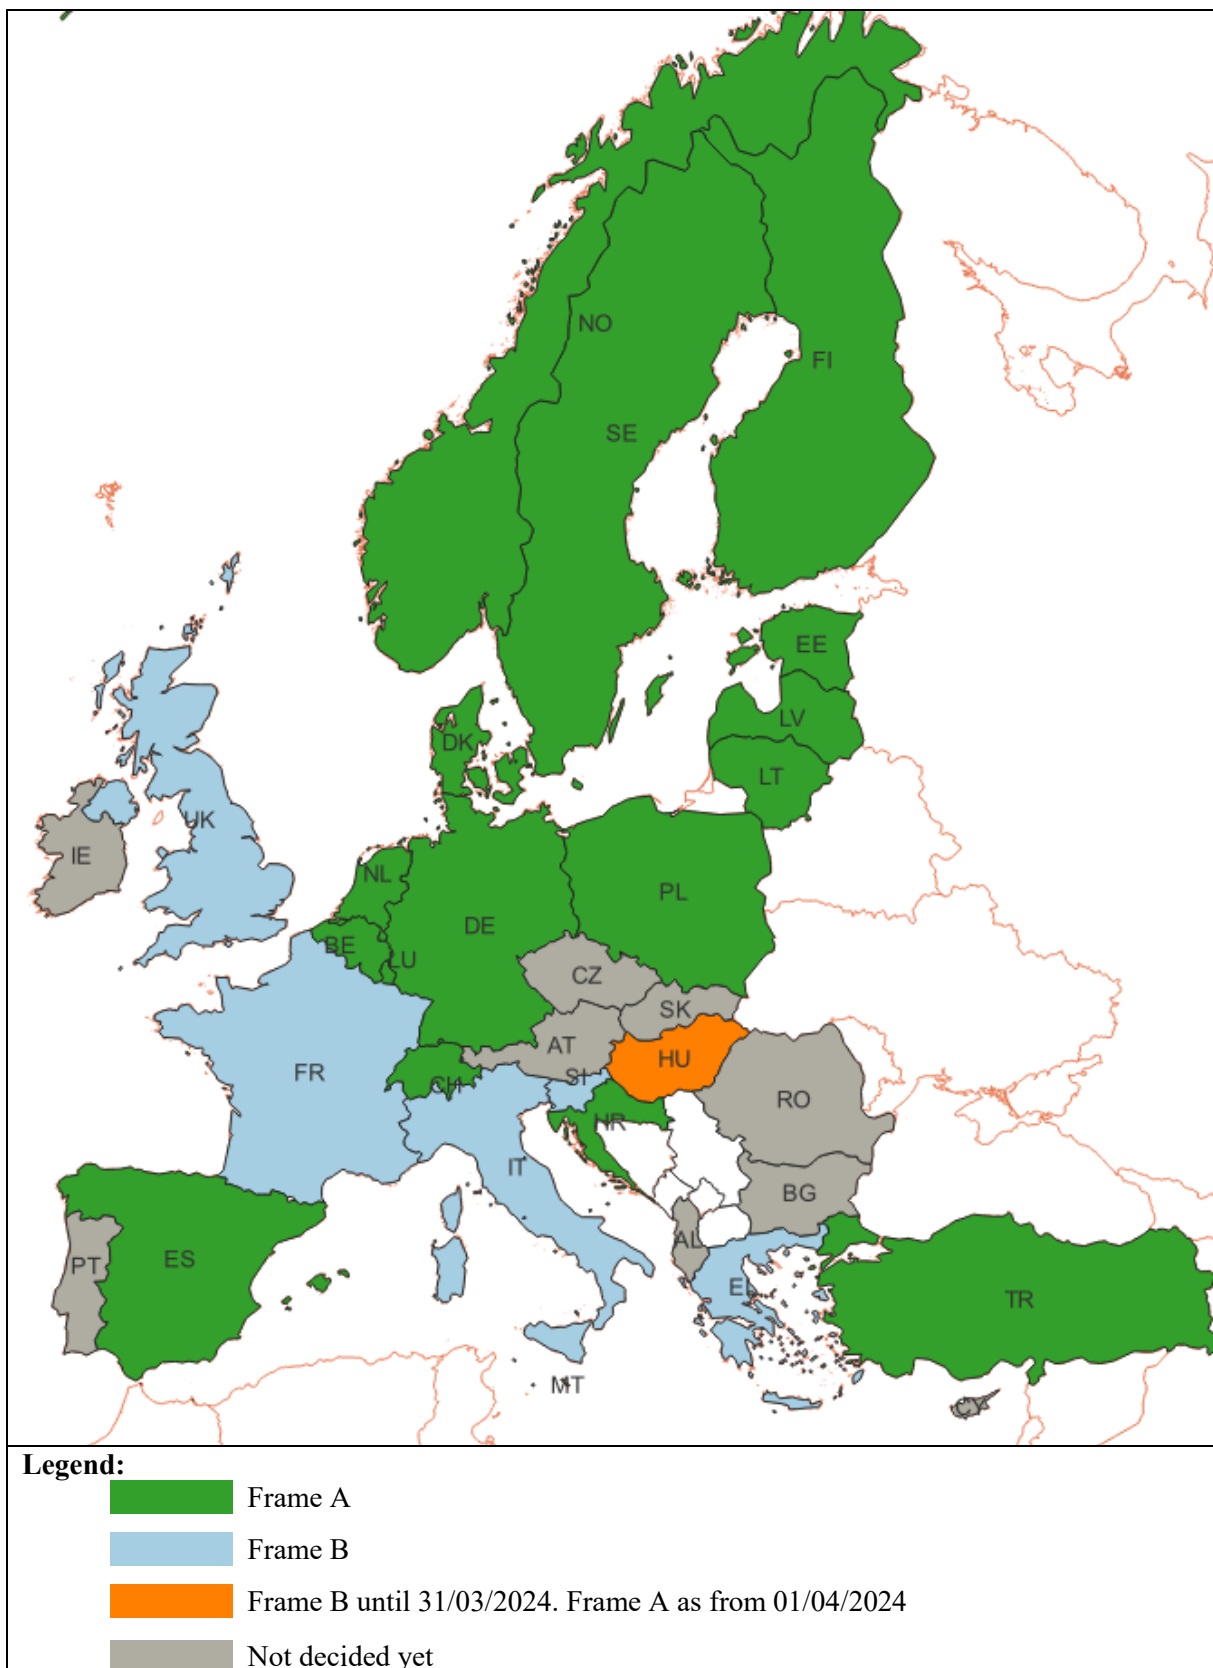 NO
FI
SE
EE
LV
DK
LT
UK
IE
NL
PL
DE
BE
LU
CZ
SK
AT
HU
FR
SI
CH
RO
HR
IT
BG
AL
PT
ES
EL
TR
MT
CY
Legend:
Frame A
Frame B
Frame B until 31/03/2024. Frame A as from 01/04/2024
Not decided yet